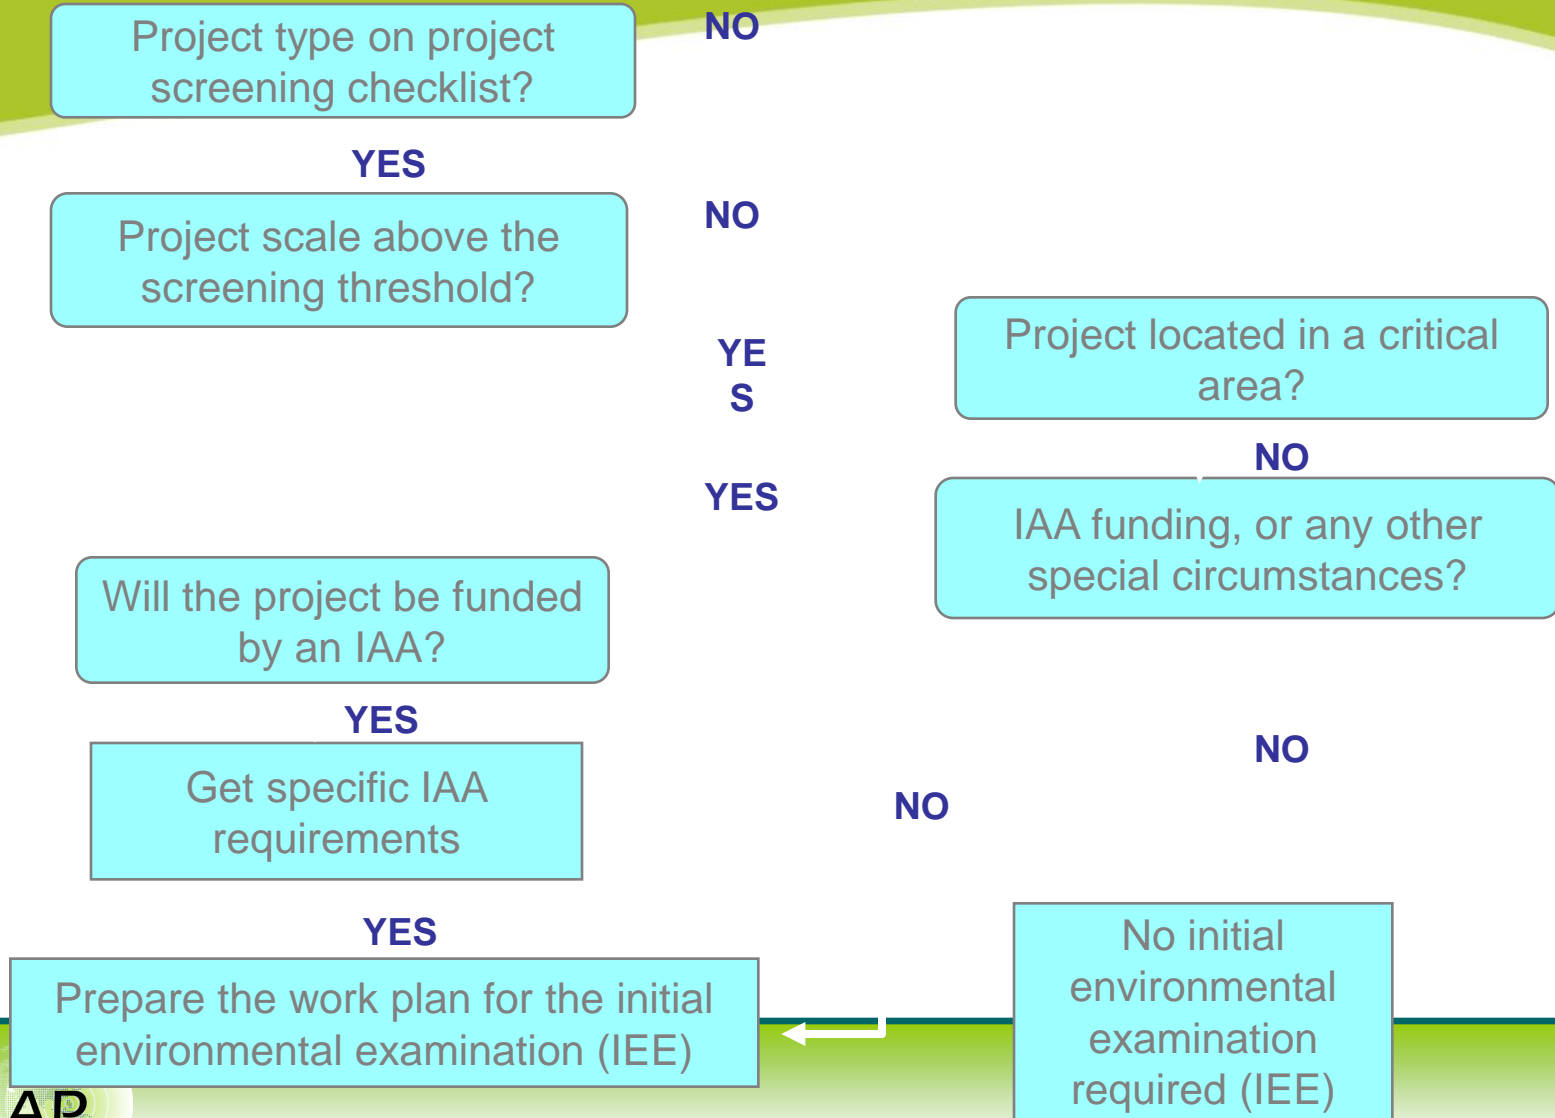 Project type on project
screening checklist?
NO
YES
Project scale above the
screening threshold?
NO
Project located in a critical
area?
YE
S
NO
YES
IAA funding, or any other
special circumstances?
Will the project be funded
by an IAA?
YES
NO
Get specific IAA
requirements
NO
YES
Prepare the work plan for the initial
environmental examination (IEE)
No initial
environmental
examination
required (IEE)
AP